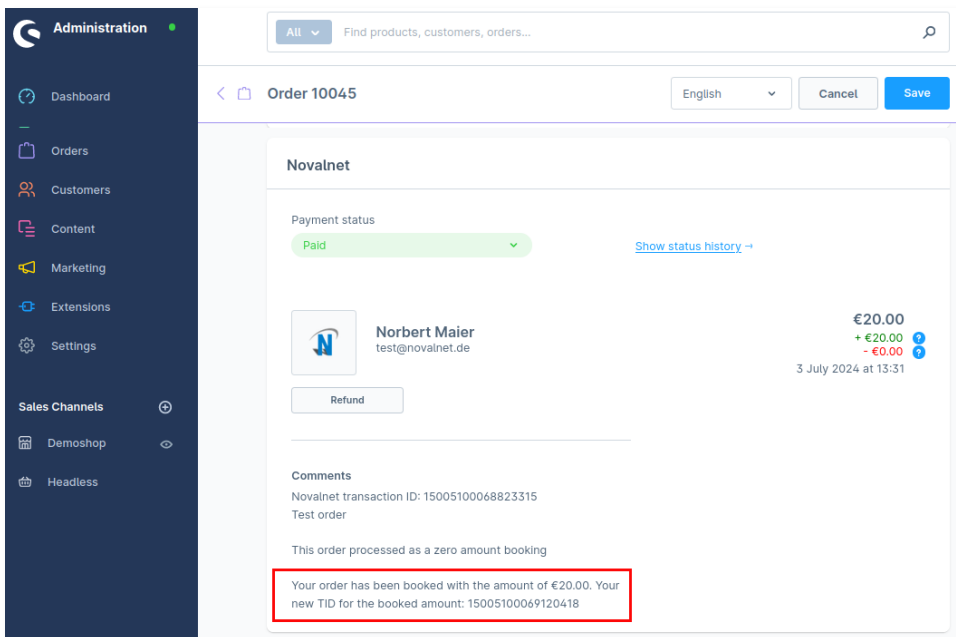 Administration
All
Find products, customers, orders...
Dashboard
Orders
Customers
Content
Marketing
Extensions
Settings
Sales Channels
Demoshop
Headless
Order 10045
English
Cancel
Save
Novalnet
Payment status
Paid
Show status history →
N
Norbert Maier
test@novalnet.de
€20.00
+ €20.00 ?
- €0.00 ?
3 July 2024 at 13:31
Refund
Comments
Novalnet transaction ID: 15005100068823315
Test order
This order processed as a zero amount booking
Your order has been booked with the amount of €20.00. Your
new TID for the booked amount: 15005100069120418